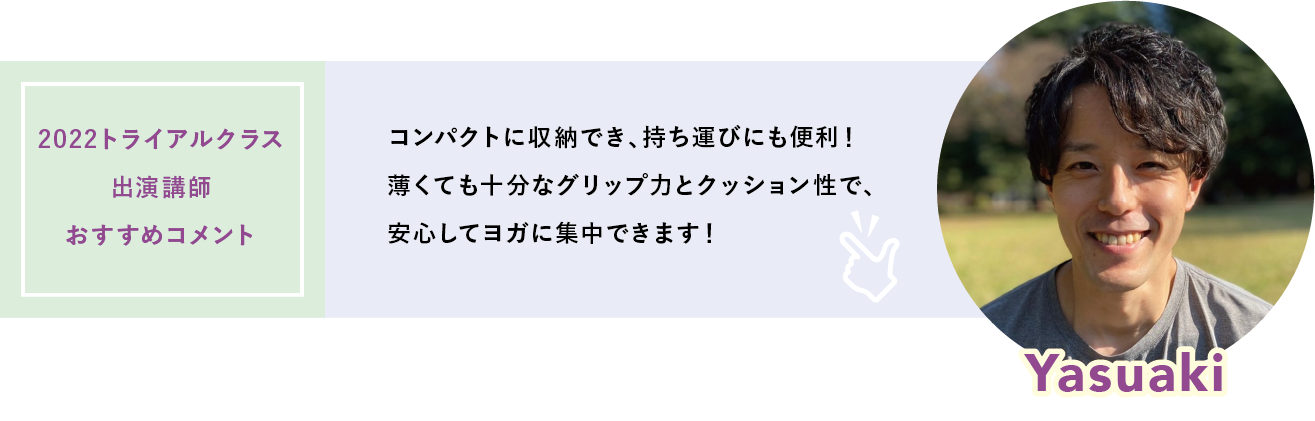 2022トライアルクラス
出演講師
おすすめコメント
コンパクトに収納でき、持ち運びにも便利！
薄くても十分なグリップ力とクッション性で、
安心してヨガに集中できます！
Yasuaki